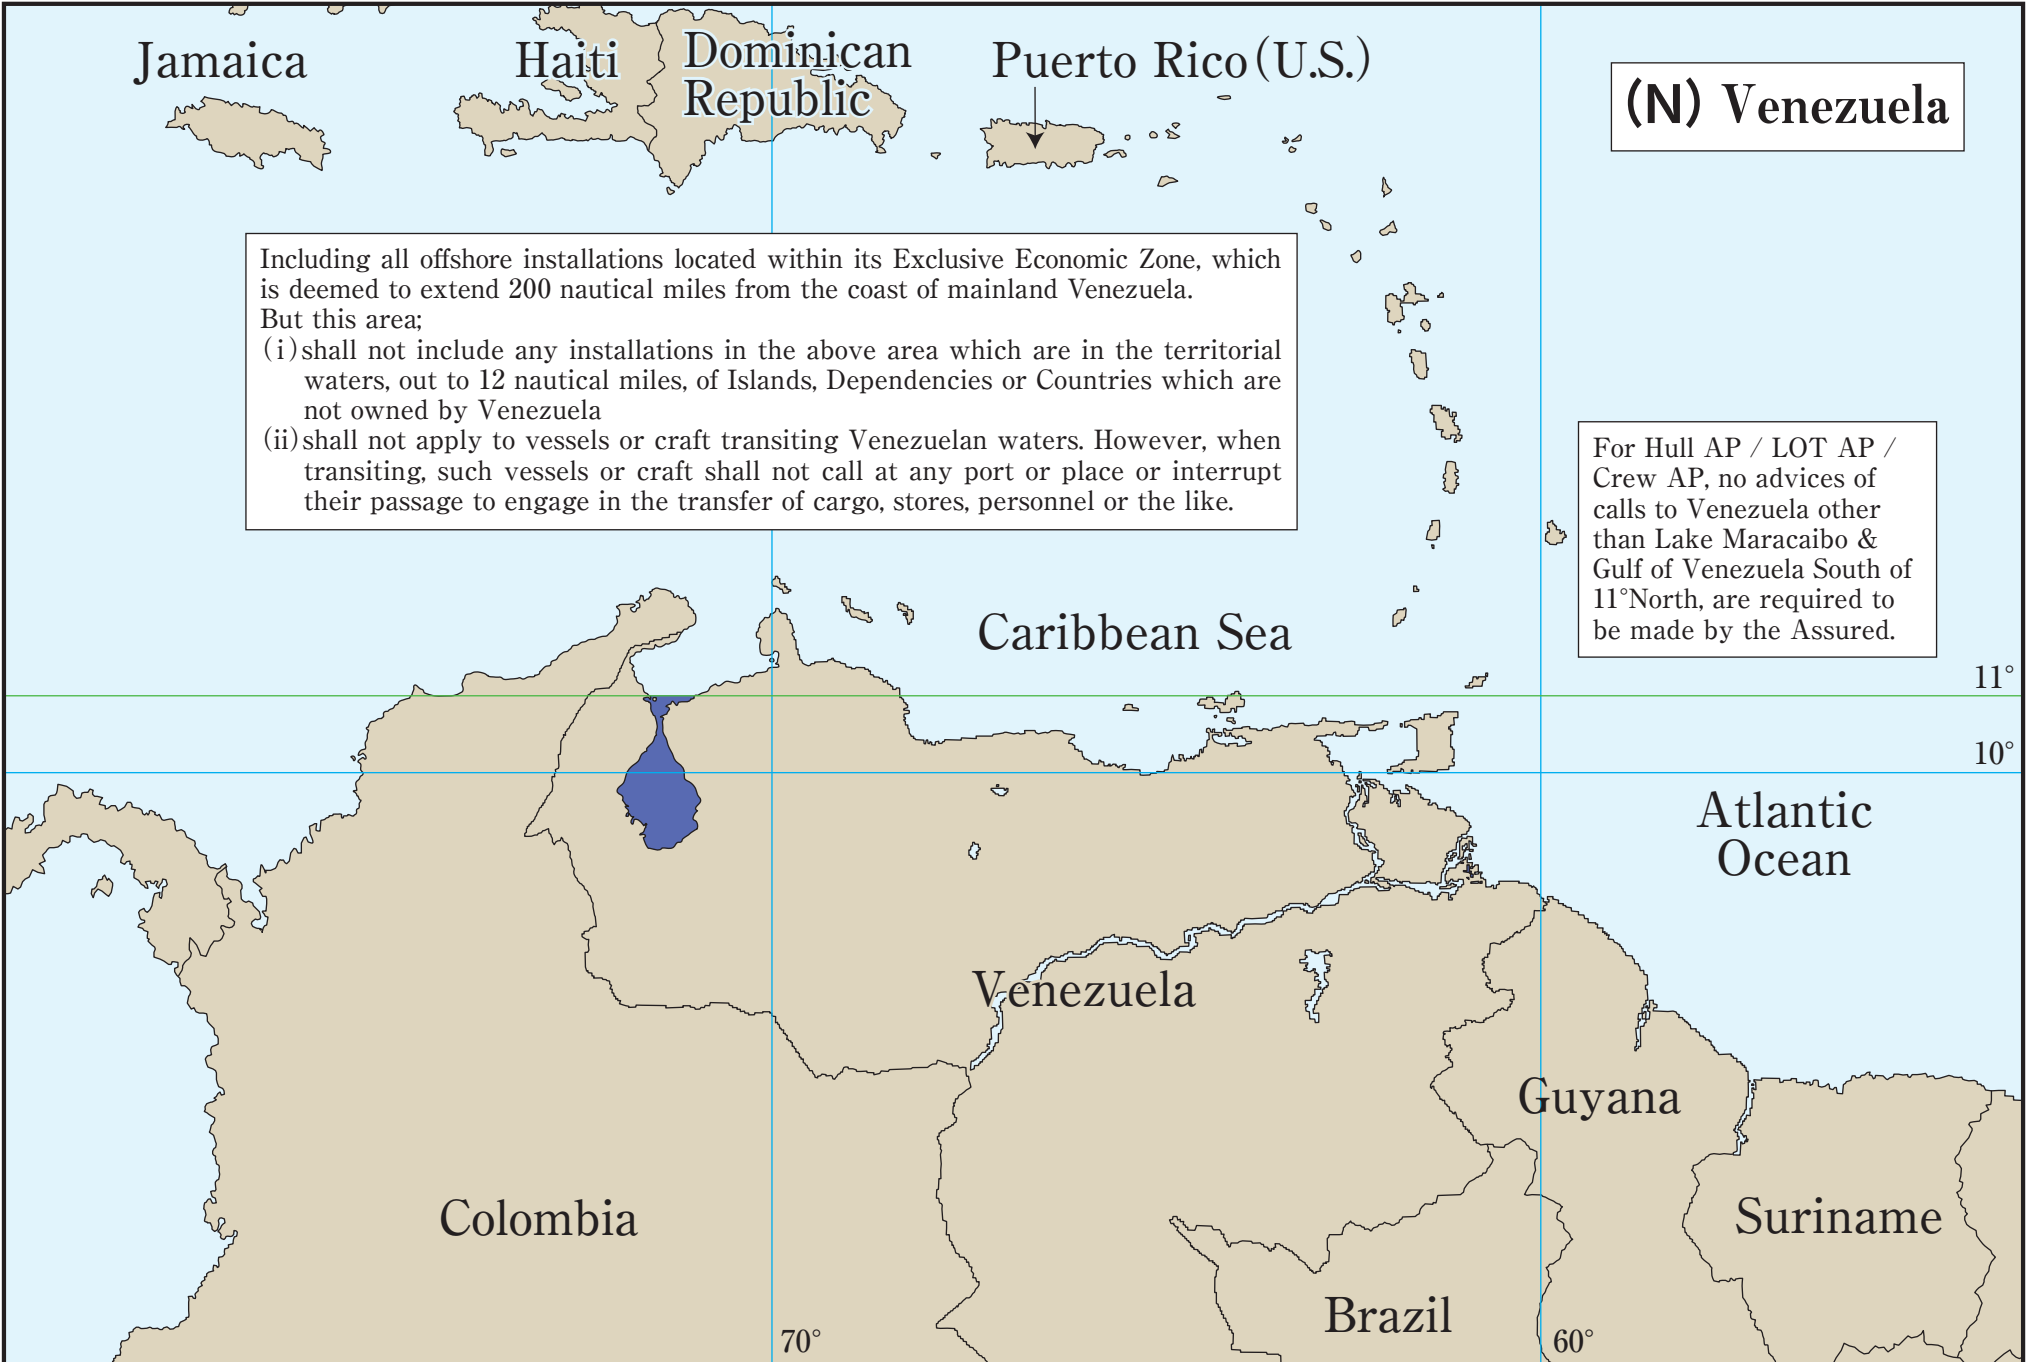 Jamaica
Haiti
Dominican
Republic
Puerto Rico (U.S.)
(N) Venezuela
Including all offshore installations located within its Exclusive Economic Zone, which
is deemed to extend 200 nautical miles from the coast of mainland Venezuela.
But this area;
(i) shall not include any installations in the above area which are in the territorial
waters, out to 12 nautical miles, of Islands, Dependencies or Countries which are
not owned by Venezuela
(ii) shall not apply to vessels or craft transiting Venezuelan waters. However, when
transiting, such vessels or craft shall not call at any port or place or interrupt
their passage to engage in the transfer of cargo, stores, personnel or the like.
For Hull AP / LOT AP /
Crew AP, no advices of
calls to Venezuela other
than Lake Maracaibo &
Gulf of Venezuela South of
11°North, are required to
be made by the Assured.
Caribbean Sea
11°
10°
Atlantic
Ocean
Venezuela
Guyana
Colombia
Suriname
Brazil
70°
60°